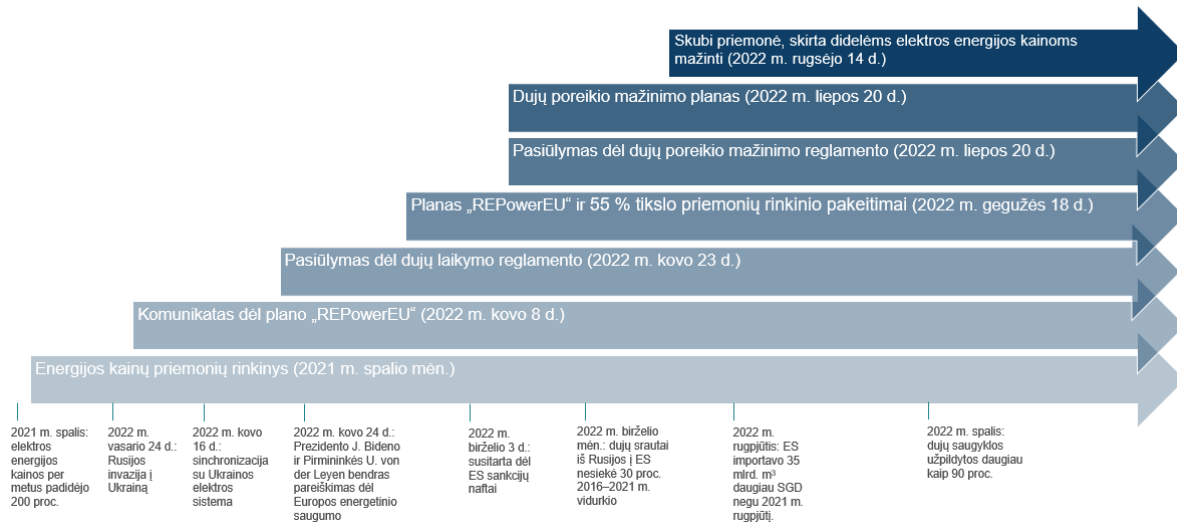 Skubi priemonė, skirta didelėms elektros energijos kainoms
mažinti (2022 m. rugsėjo 14 d.)
Dujų poreikio mažinimo planas (2022 m. liepos 20 d.)
Pasiūlymas dėl dujų poreikio mažinimo reglamento (2022 m. liepos 20 d.)
Planas „REPowerEU“ ir 55 % tikslo priemonių rinkinio pakeitimai (2022 m. gegužės 18 d.)
Pasiūlymas dėl dujų laikymo reglamento (2022 m. kovo 23 d.)
Komunikatas dėl plano „REPowerEU“ (2022 m. kovo 8 d.)
Energijos kainų priemonių rinkinys (2021 m. spalio mėn.)
2021 m. spalis:
elektros
energijos
kainos per
metus padidėjo
200 proc.
2022 m.
vasario 24 d.:
Rusijos
invazija į
Ukrainą
2022 m. kovo
16 d.:
sinchronizacija
su Ukrainos
elektros
sistema
2022 m. kovo 24 d.:
Prezidento J. Bideno
ir Pirmininkės U. von
der Leyen bendras
pareiškimas dėl
Europos energetinio
saugumo
2022 m.
birželio 3 d.:
susitarta dėl
ES sankcijų
naftai
2022 m. birželio
mėn.: dujų srautai
iš Rusijos į ES
nesiekė 30 proc.
2016–2021 m.
vidurkio
2022 m.
rugpjūtis: ES
importavo 35
mlrd. m³
daugiau SGD
negu 2021 m.
rugpjūtį.
2022 m. spalis:
dujų saugyklos
užpildytos daugiau
kaip 90 proc.